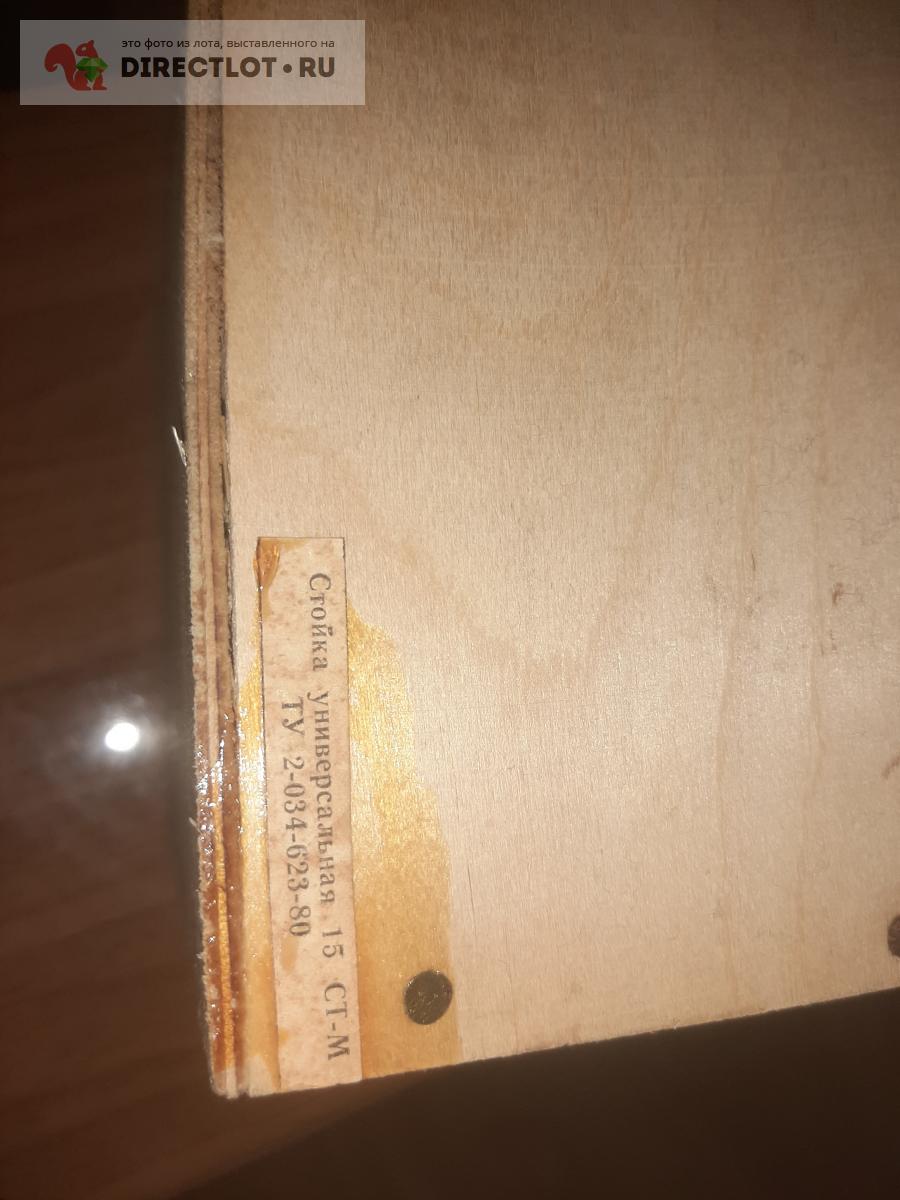 это фото из лота, выставленного на
DIRECTLOT•RU
Стойка универсальная 15 СТ-М
ТУ 2-034-623-80